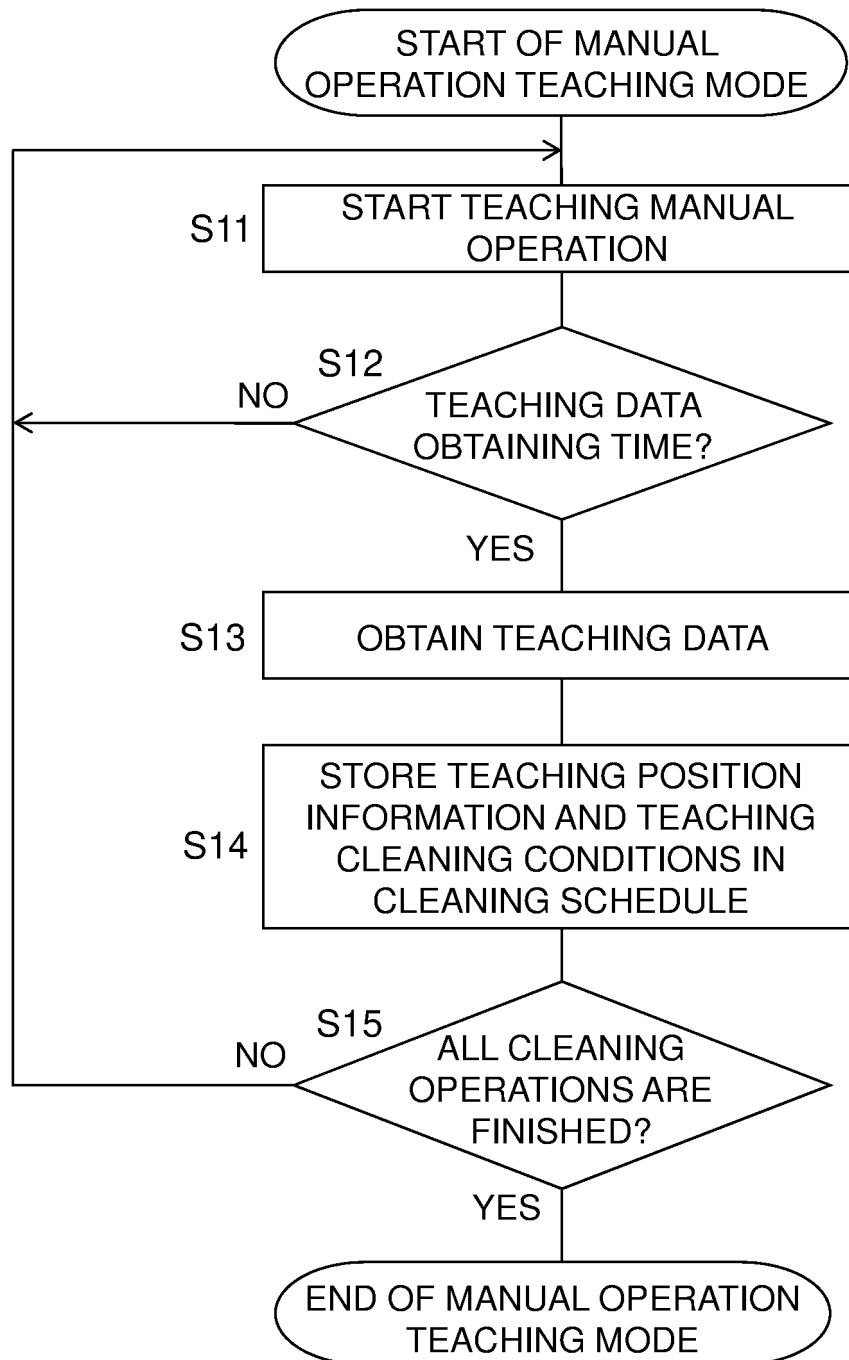 START OF MANUAL
OPERATION TEACHING MODE
S11
START TEACHING MANUAL
OPERATION
S12
NO
TEACHING DATA
OBTAINING TIME?
YES
S13
OBTAIN TEACHING DATA
S14
STORE TEACHING POSITION
INFORMATION AND TEACHING
CLEANING CONDITIONS IN
CLEANING SCHEDULE
S15
NO
ALL CLEANING
OPERATIONS ARE
FINISHED?
YES
END OF MANUAL OPERATION
TEACHING MODE